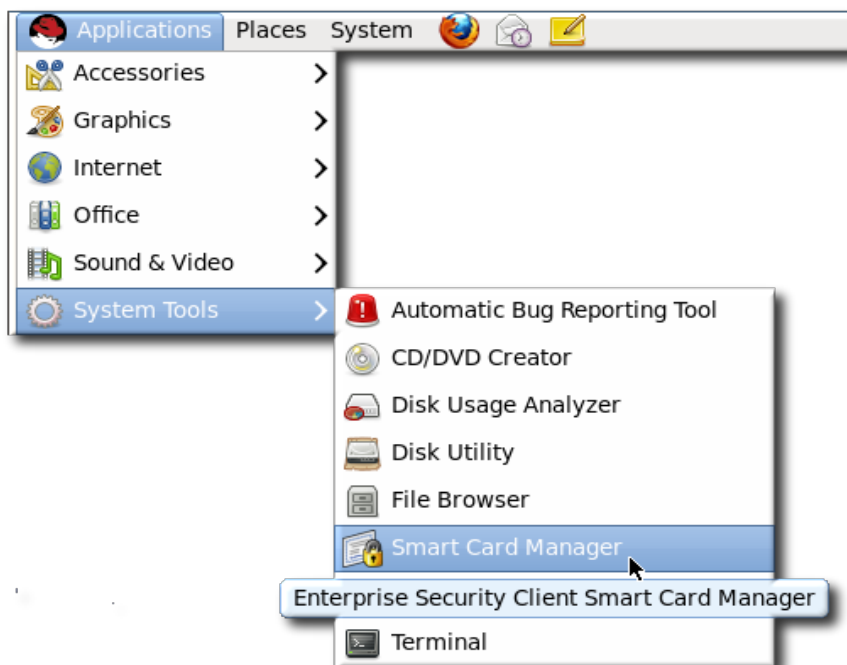 Applications Places System
Accessories
Graphics
Internet
Office
Sound & Video
System Tools
Automatic Bug Reporting Tool
CD/DVD Creator
Disk Usage Analyzer
Disk Utility
File Browser
Smart Card Manager
Enterprise Security Client Smart Card Manager
Terminal